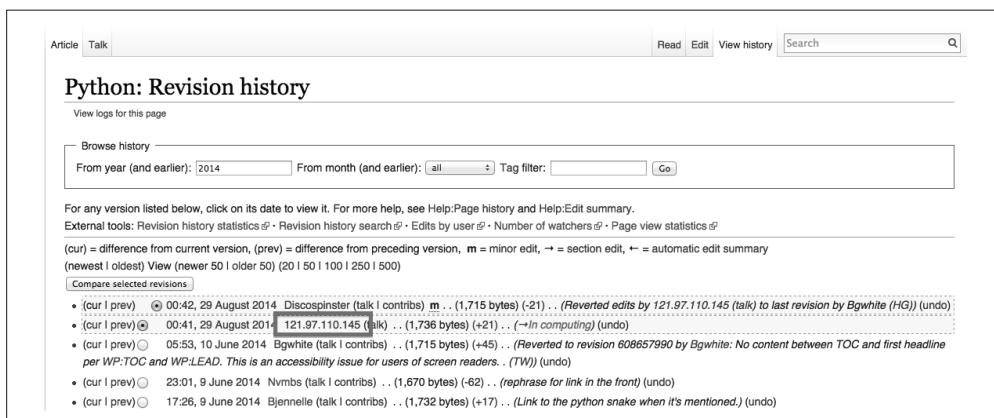 Article Talk Read Edit View history Search
Python: Revision history
View logs for this page
Browse history
From year (and earlier): 2014 From month (and earlier): all Tag filter: Go
For any version listed below, click on its date to view it. For more help, see Help:Page history and Help:Edit summary.
External tools: Revision history statistics · Revision history search · Edits by user · Number of watchers · Page view statistics
(cur) = difference from current version, (prev) = difference from preceding version, m = minor edit, → = section edit, ← = automatic edit summary
(newest | oldest) View (newer 50 | older 50) (20 | 50 | 100 | 250 | 500)
Compare selected revisions
• (cur | prev) 00:42, 29 August 2014 Discospinster (talk | contribs) m . . (1,715 bytes) (-21) . . (Reverted edits by 121.97.110.145 (talk) to last revision by Bgwhite (HG)) (undo)
• (cur | prev) 00:41, 29 August 2014 121.97.110.145 (talk) . . (1,736 bytes) (+21) . . (→In computing) (undo)
• (cur | prev) 05:53, 10 June 2014 Bgwhite (talk | contribs) . . (1,715 bytes) (+45) . . (Reverted to revision 608657990 by Bgwhite: No content between TOC and first headline
per WP:TOC and WP:LEAD. This is an accessibility issue for users of screen readers. . (TW)) (undo)
• (cur | prev) 23:01, 9 June 2014 Nvmbs (talk | contribs) . . (1,670 bytes) (-62) . . (rephrase for link in the front) (undo)
• (cur | prev) 17:26, 9 June 2014 Bjennelle (talk | contribs) . . (1,732 bytes) (+17) . . (Link to the python snake when it's mentioned.) (undo)